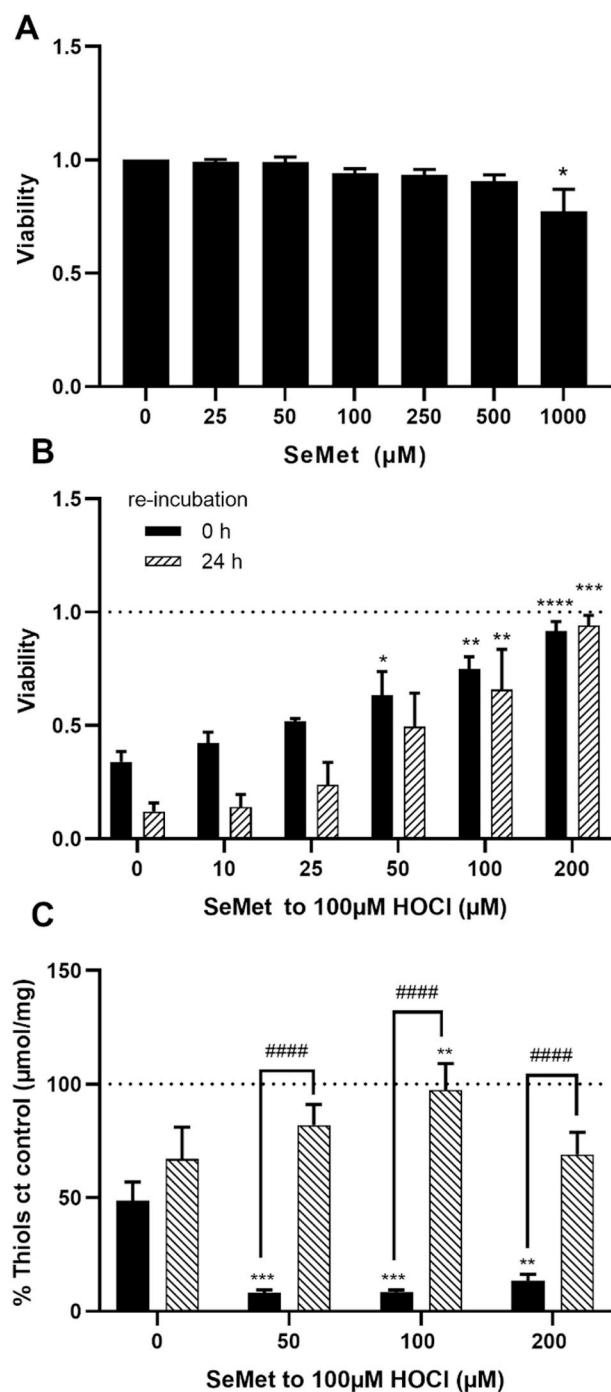 A
1.5
1.0
0.5
0.0
Viability
*
0 25 50 100 250 500 1000
SeMet (µM)
B
1.5
1.0
0.5
0.0
Viability
re-incubation
0 h
24 h
* ** ** **** ***
0 10 25 50 100 200
SeMet to 100µM HOCl (µM)
C
150
100
50
0
% Thiols ct control (µmol/mg)
#### #### ####
*** *** ** **
0 50 100 200
SeMet to 100µM HOCl (µM)